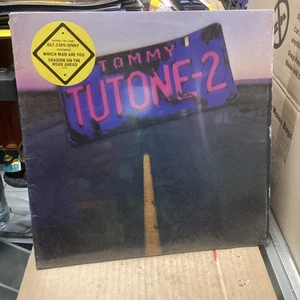 867-5309/JENNY
WHICH MAN ARE YOU
SHADOW ON THE
ROAD AHEAD
TOMMY
TUTONE-2